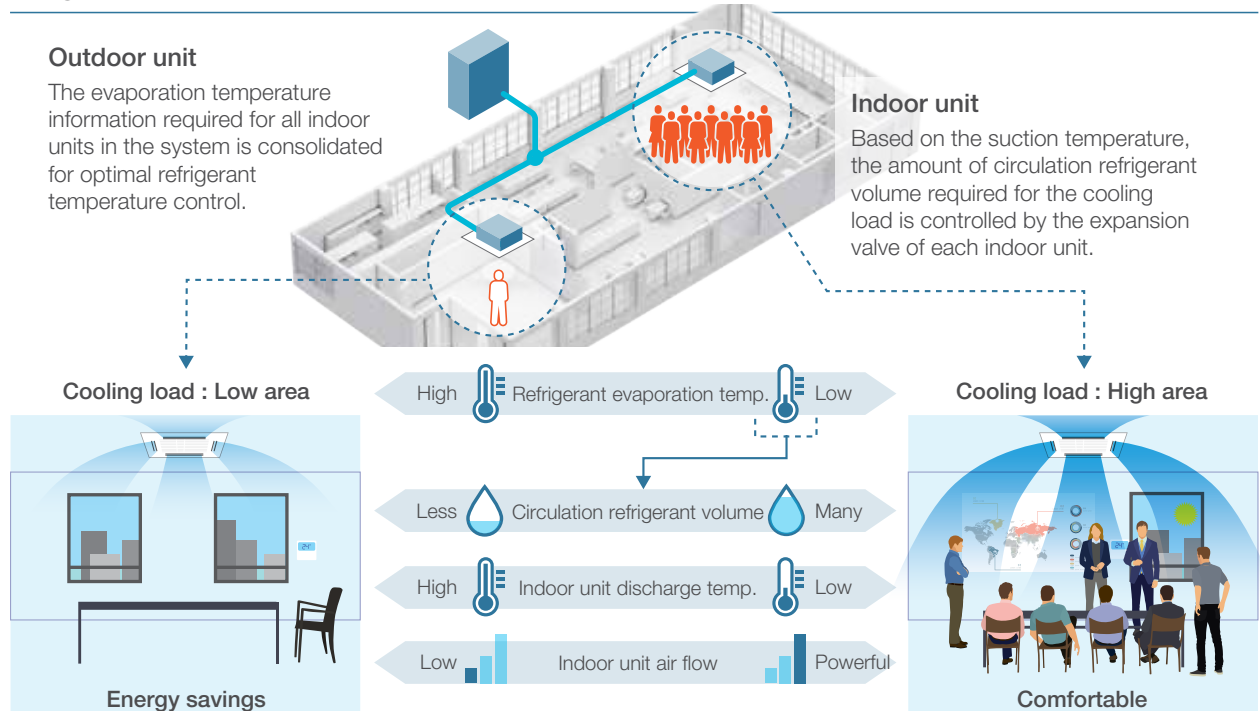 Outdoor unit
The evaporation temperature
information required for all indoor
units in the system is consolidated
for optimal refrigerant
temperature control.
Indoor unit
Based on the suction temperature,
the amount of circulation refrigerant
volume required for the cooling
load is controlled by the expansion
valve of each indoor unit.
Cooling load : Low area
High Refrigerant evaporation temp. Low
Cooling load : High area
Less Circulation refrigerant volume Many
High Indoor unit discharge temp. Low
Low Indoor unit air flow Powerful
Energy savings
Comfortable